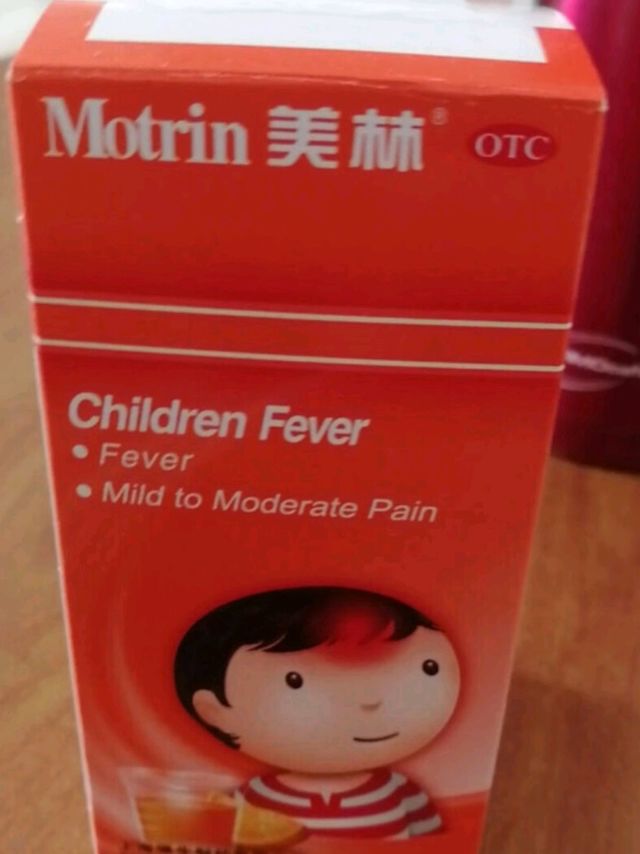 Motrin 美林® OTC
Children Fever
• Fever
• Mild to Moderate Pain